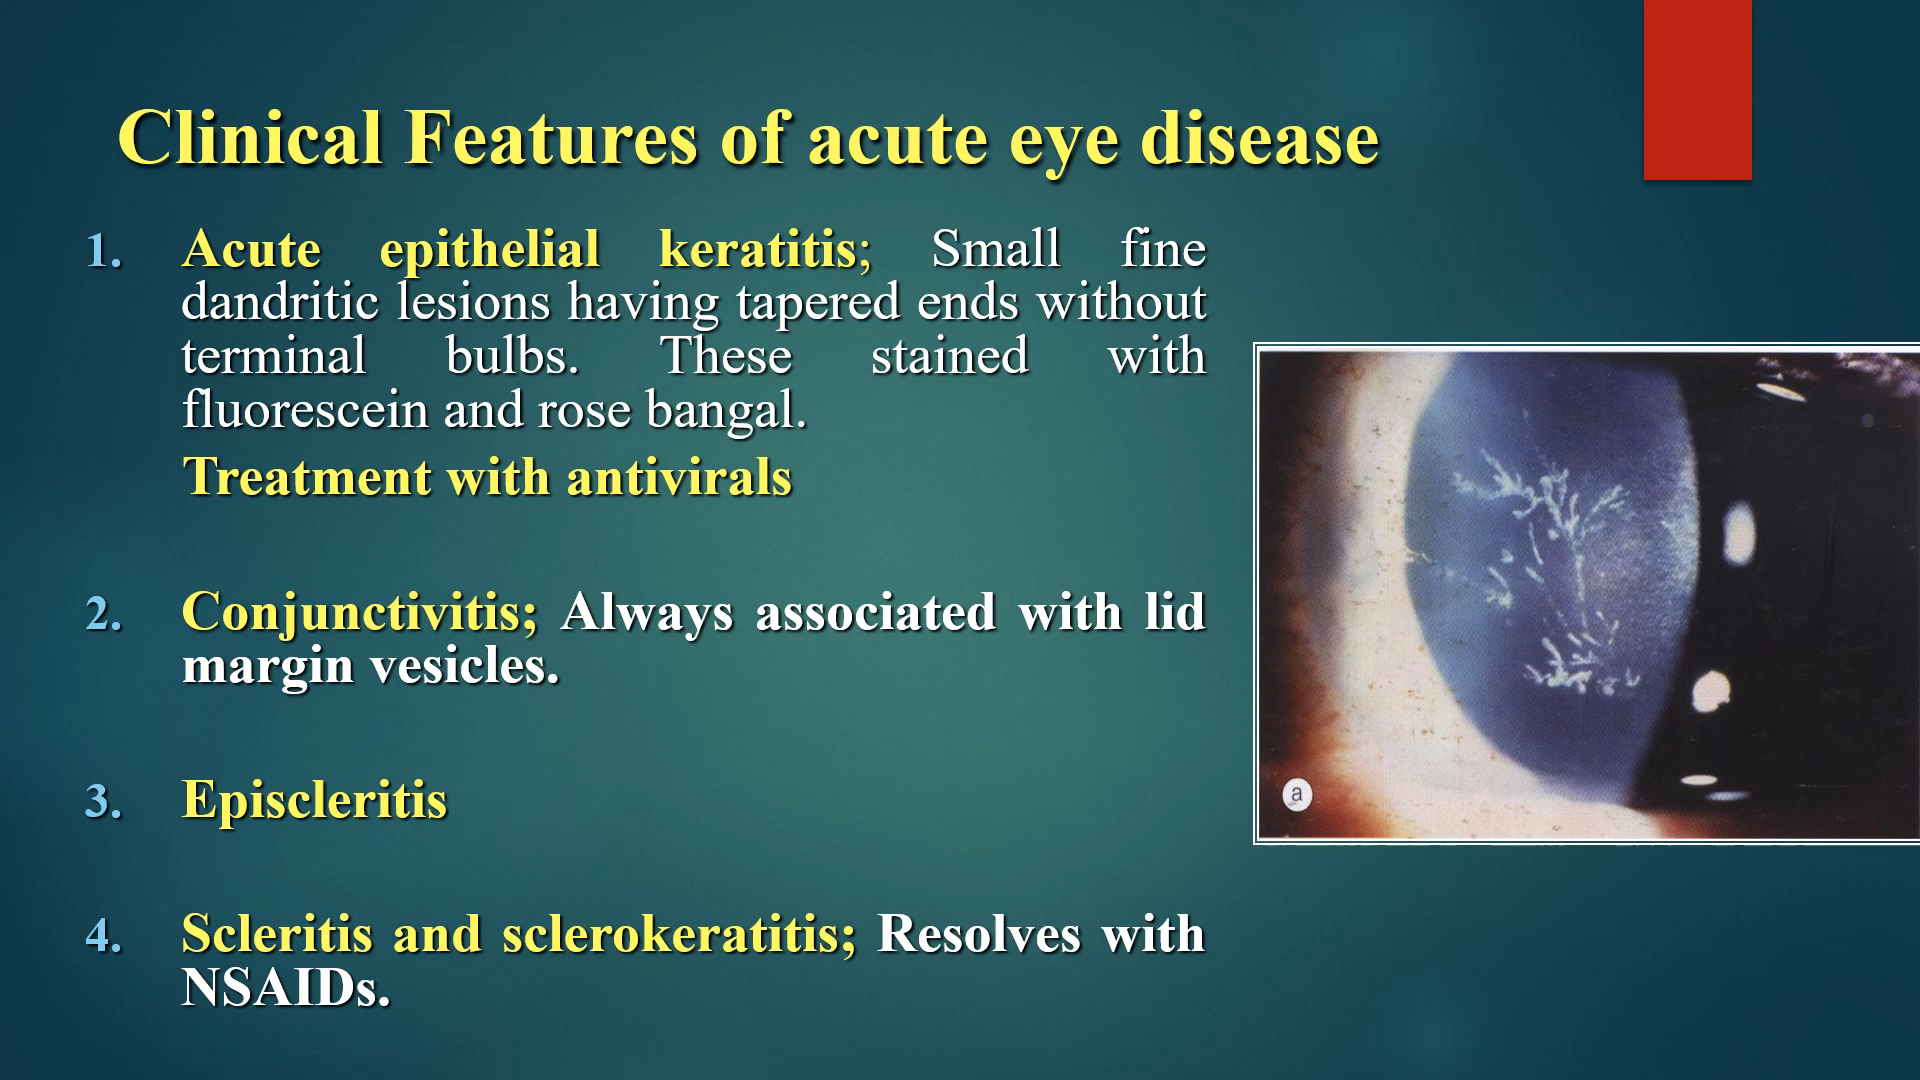 Clinical Features of acute eye disease
1. Acute epithelial keratitis; Small fine
dandritic lesions having tapered ends without
terminal bulbs. These stained with
fluorescein and rose bangal.
Treatment with antivirals
2. Conjunctivitis; Always associated with lid
margin vesicles.
3. Episcleritis
4. Scleritis and sclerokeratitis; Resolves with
NSAIDs.
a